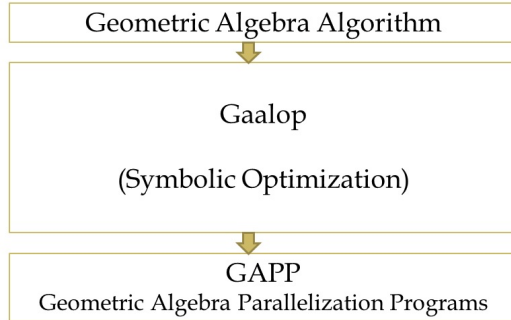 Geometric Algebra Algorithm
Gaalop
(Symbolic Optimization)
GAPP
Geometric Algebra Parallelization Programs